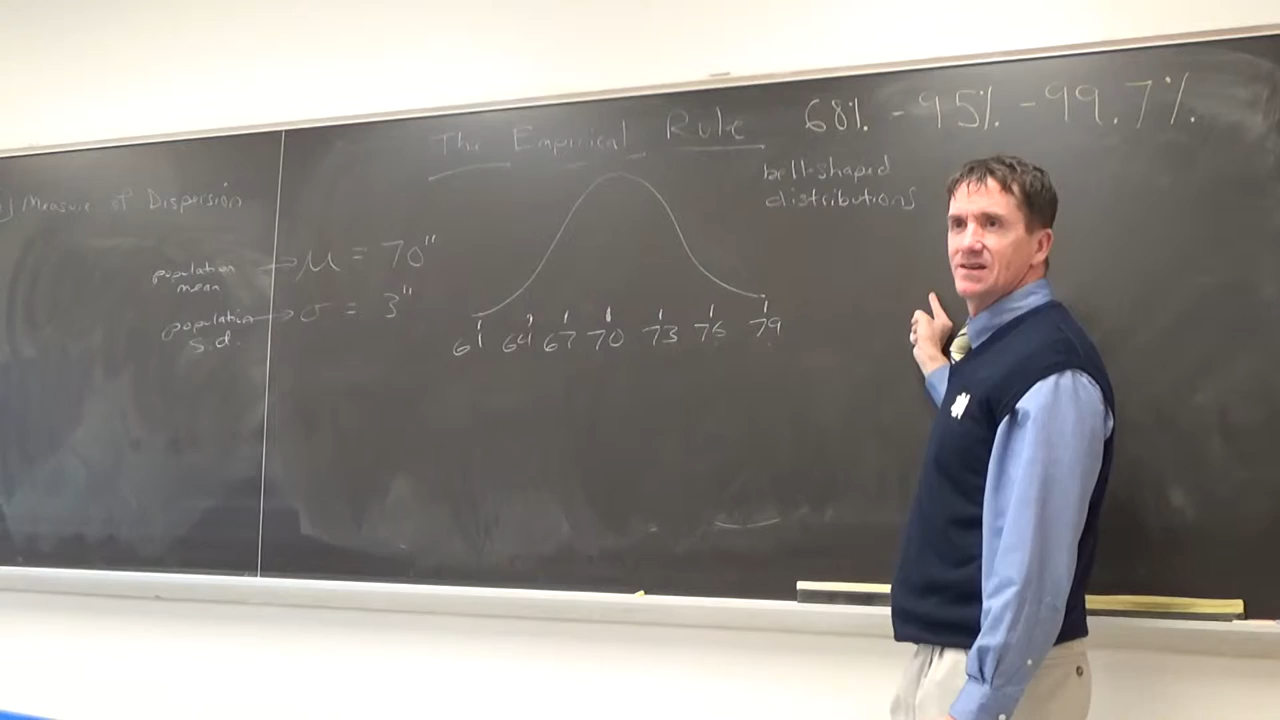 The Empirical Rule 68% - 95% - 99.7%
bell-shaped
distributions
Measure of Dispersion
population
mean
μ = 70"
population
s.d.
σ = 3"
61 64 67 70 73 76 79